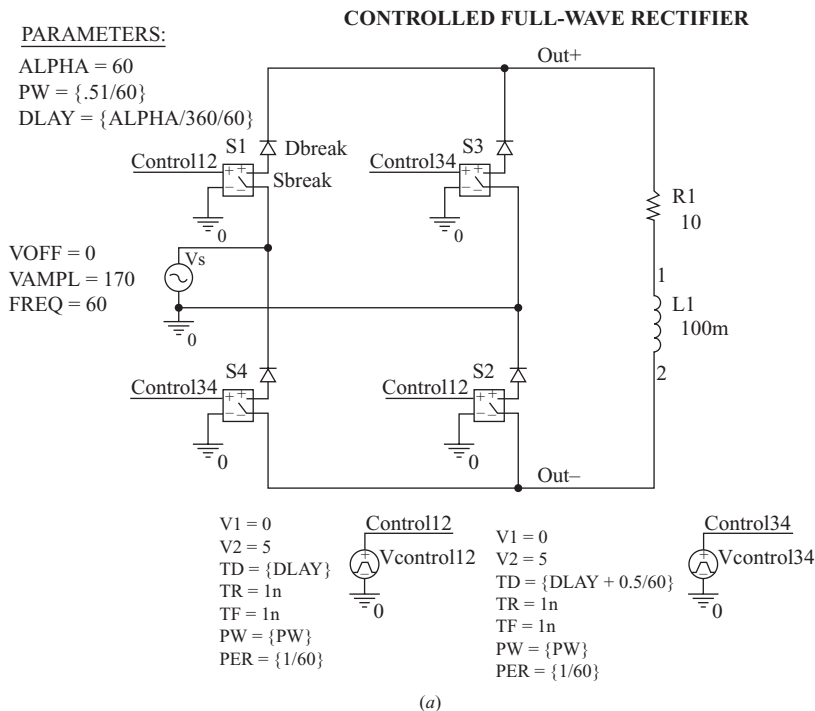 CONTROLLED FULL-WAVE RECTIFIER
PARAMETERS:
ALPHA = 60
PW = {.51/60}
DLAY = {ALPHA/360/60}
Out+
S1
Dbreak
Control12
Sbreak
0
S3
Control34
0
R1
10
VOFF = 0
VAMPL = 170
FREQ = 60
Vs
0
1
L1
100m
2
S4
Control34
0
S2
Control12
0
Out–
V1 = 0
V2 = 5
TD = {DLAY}
TR = 1n
TF = 1n
PW = {PW}
PER = {1/60}
Control12
Vcontrol12
0
V1 = 0
V2 = 5
TD = {DLAY + 0.5/60}
TR = 1n
TF = 1n
PW = {PW}
PER = {1/60}
Control34
Vcontrol34
0
(a)